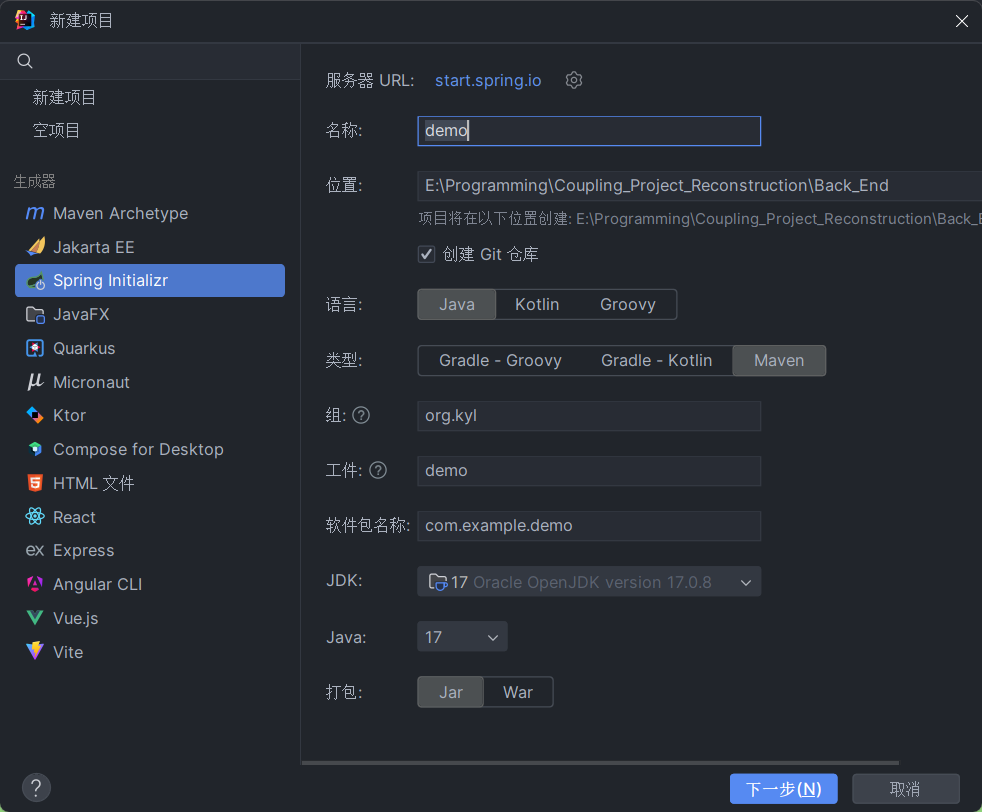 新建项目
新建项目
空项目
生成器
Maven Archetype
Jakarta EE
Spring Initializr
JavaFX
Quarkus
Micronaut
Ktor
Compose for Desktop
HTML 文件
React
Express
Angular CLI
Vue.js
Vite
服务器 URL: start.spring.io
名称: demo
位置: E:\Programming\Coupling_Project_Reconstruction\Back_End
项目将在以下位置创建: E:\Programming\Coupling_Project_Reconstruction\Back_E
创建 Git 仓库
语言: Java Kotlin Groovy
类型: Gradle - Groovy Gradle - Kotlin Maven
组: org.kyl
工件: demo
软件包名称: com.example.demo
JDK: 17 Oracle OpenJDK version 17.0.8
Java: 17
打包: Jar War
下一步(N) 取消